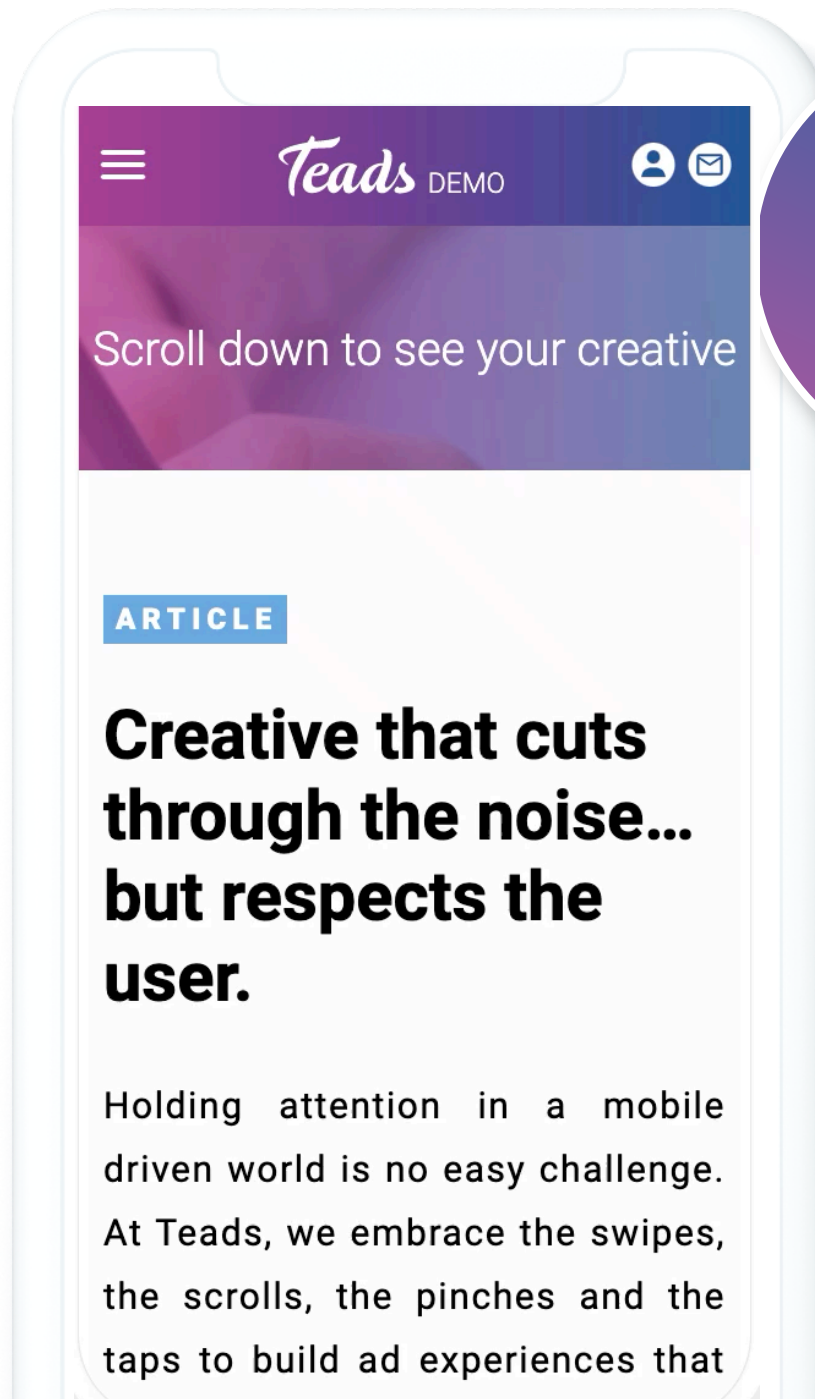 Teads DEMO
Scroll down to see your creative
ARTICLE
Creative that cuts
through the noise...
but respects the
user.
Holding attention in a mobile
driven world is no easy challenge.
At Teads, we embrace the swipes,
the scrolls, the pinches and the
taps to build ad experiences that